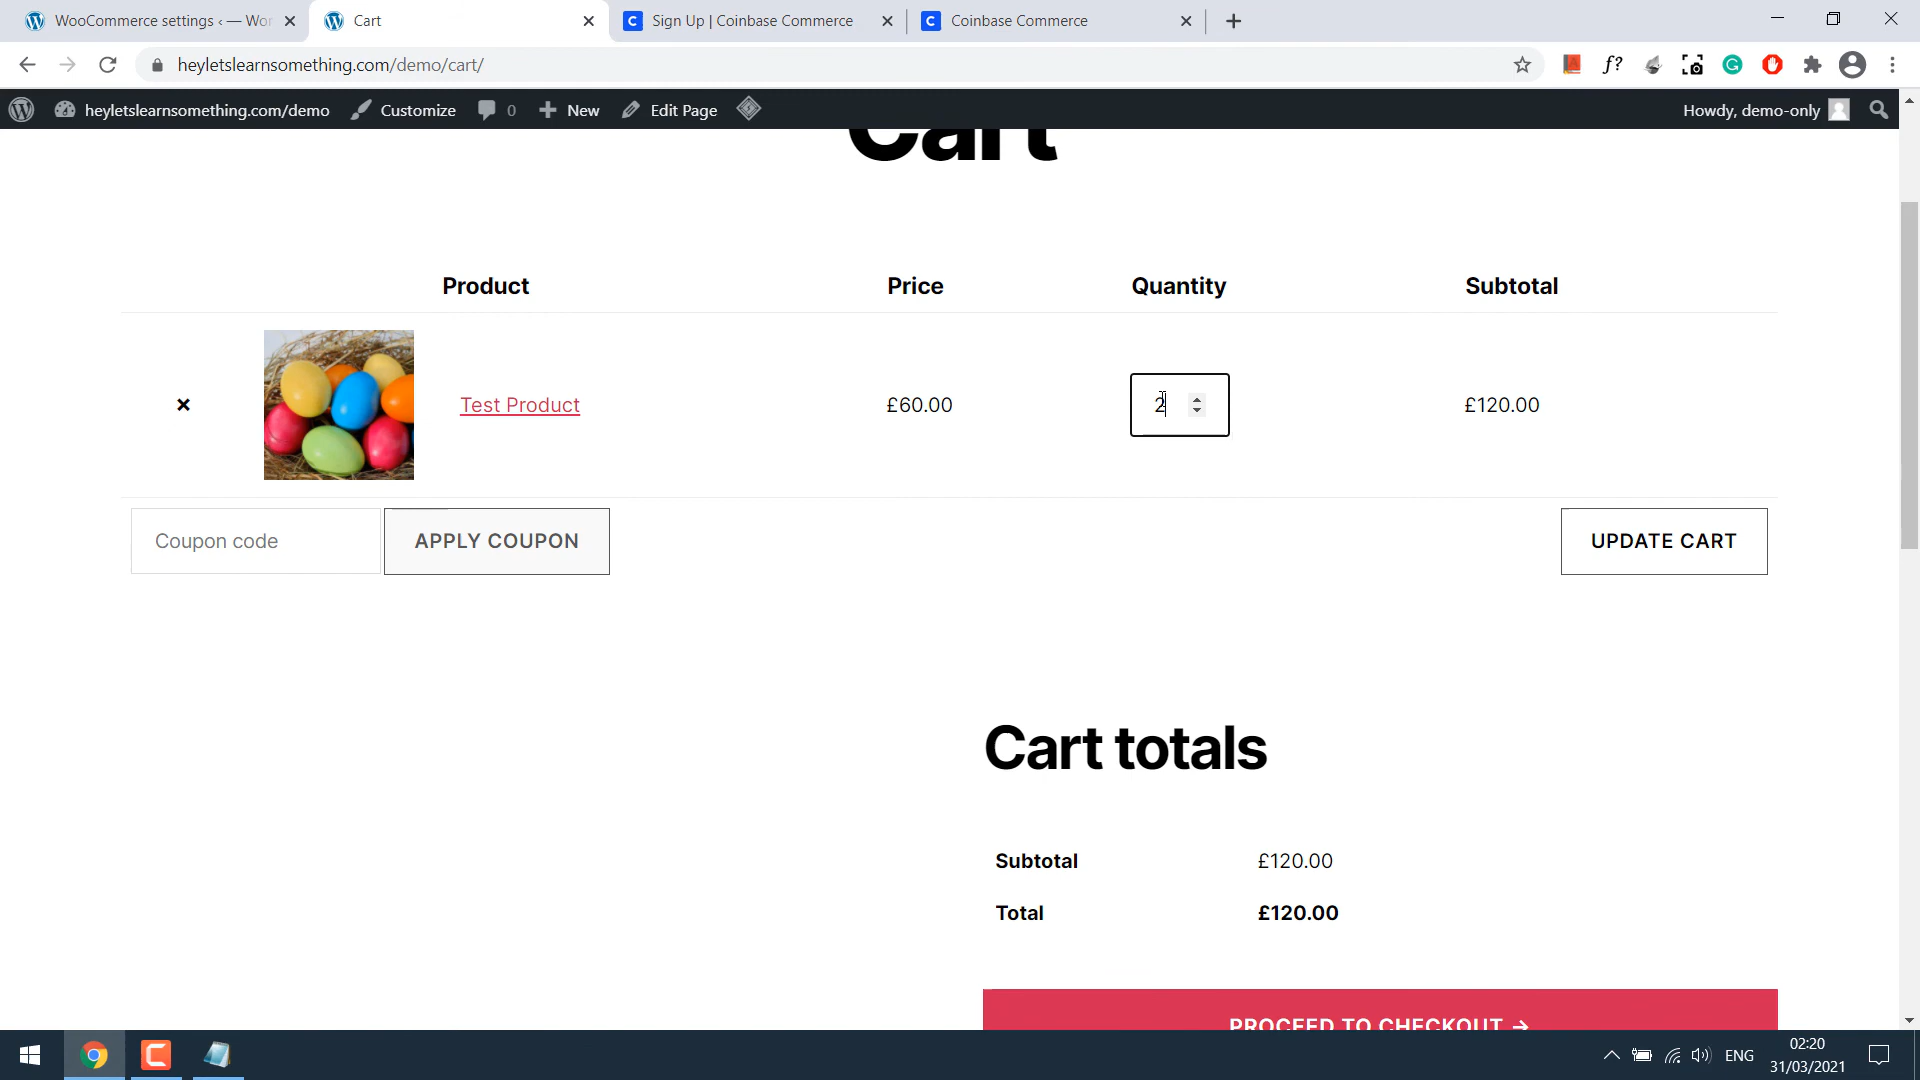 WooCommerce settings ‹ — Wor
Cart
Sign Up | Coinbase Commerce
Coinbase Commerce
heyletslearnsomething.com/demo/cart/
heyletslearnsomething.com/demo
Customize
0
New
Edit Page
Howdy, demo-only
Cart
Product Price Quantity Subtotal
× Test Product £60.00 2 £120.00
Coupon code
APPLY COUPON
UPDATE CART
Cart totals
Subtotal £120.00
Total £120.00
PROCEED TO CHECKOUT →
ENG
02:20
31/03/2021